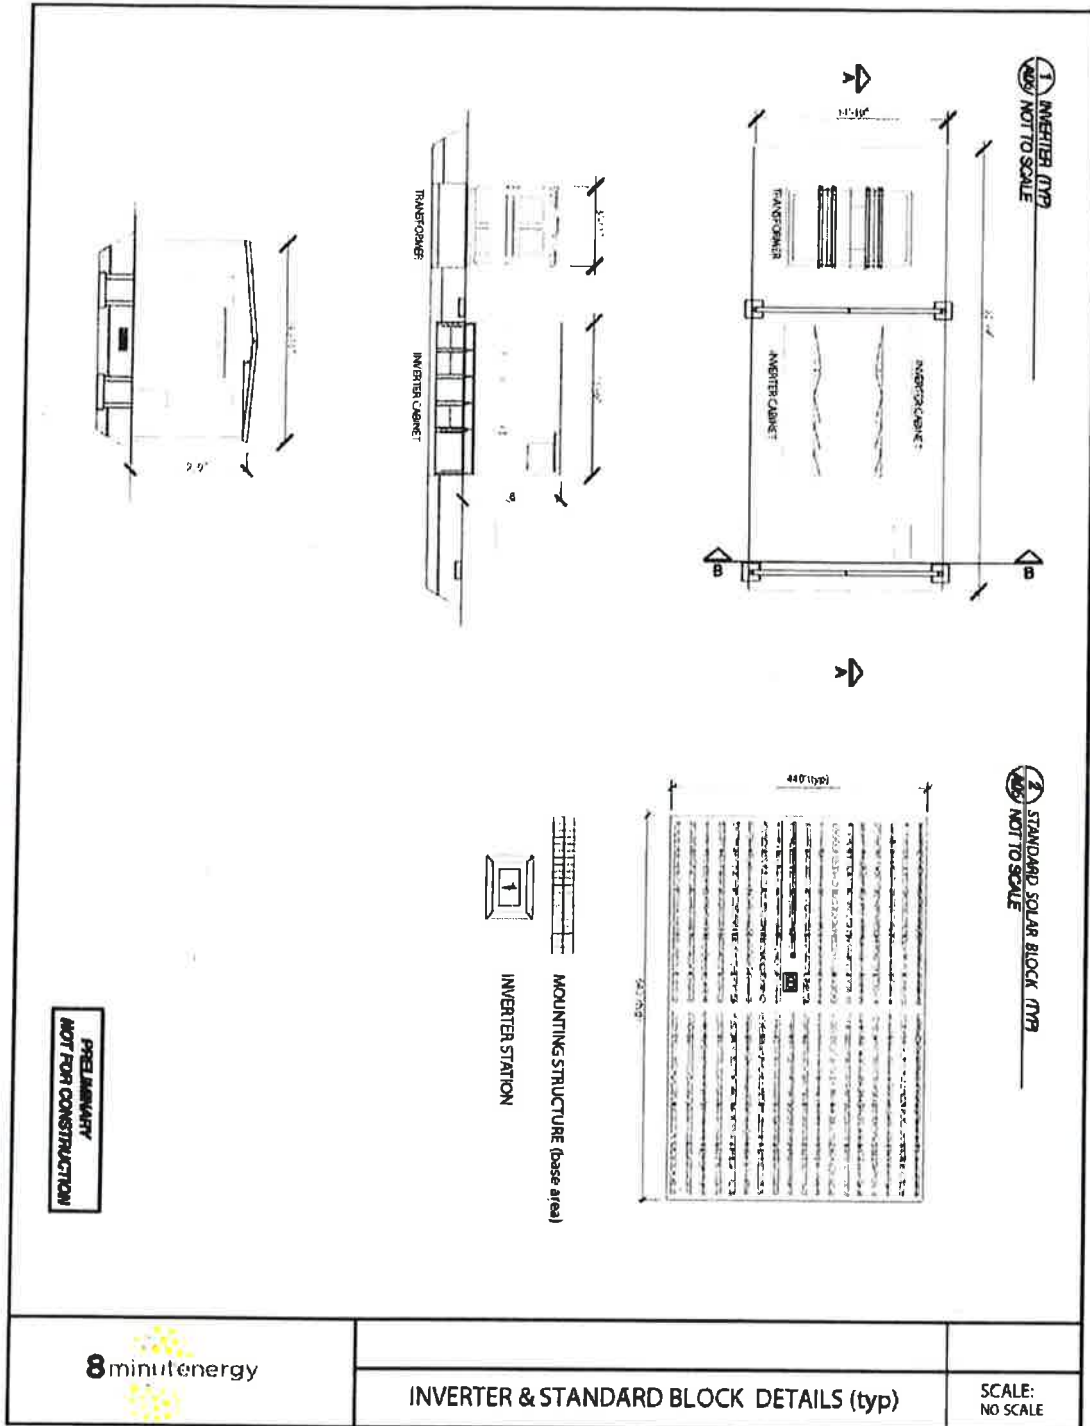 1
A05
INVERTER (TYP)
NOT TO SCALE
A
TRANSFORMER
INVERTER CABINET
INVERTER CABINET
B
B
A
TRANSFORMER
INVERTER CABINET
2
A05
STANDARD SOLAR BLOCK (TYP)
NOT TO SCALE
440'(typ)
MOUNTING STRUCTURE (base area)
INVERTER STATION
PRELIMINARY
NOT FOR CONSTRUCTION
8minutenergy
INVERTER & STANDARD BLOCK DETAILS (typ)
SCALE:
NO SCALE